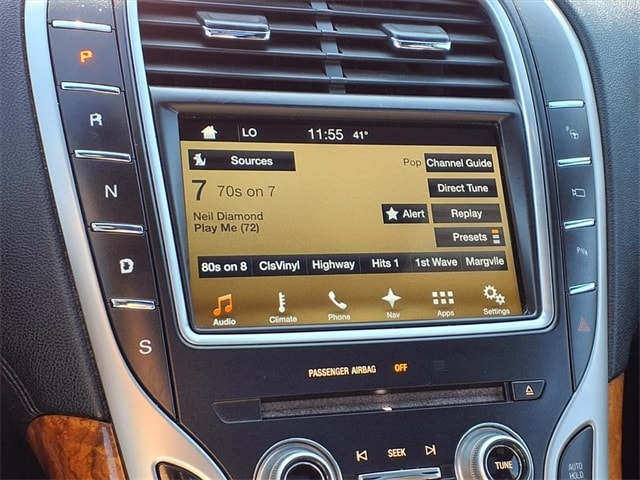 P
R
N
D
S
LO 11:55 41°
Sources
Pop Channel Guide
7 70s on 7
Direct Tune
Neil Diamond
Play Me (72)
Alert Replay
Presets
80s on 8 ClsVinyl Highway Hits 1 1st Wave Margvlle
Audio Climate Phone Nav Apps Settings
PASSENGER AIRBAG OFF
SEEK
TUNE
AUTO
HOLD